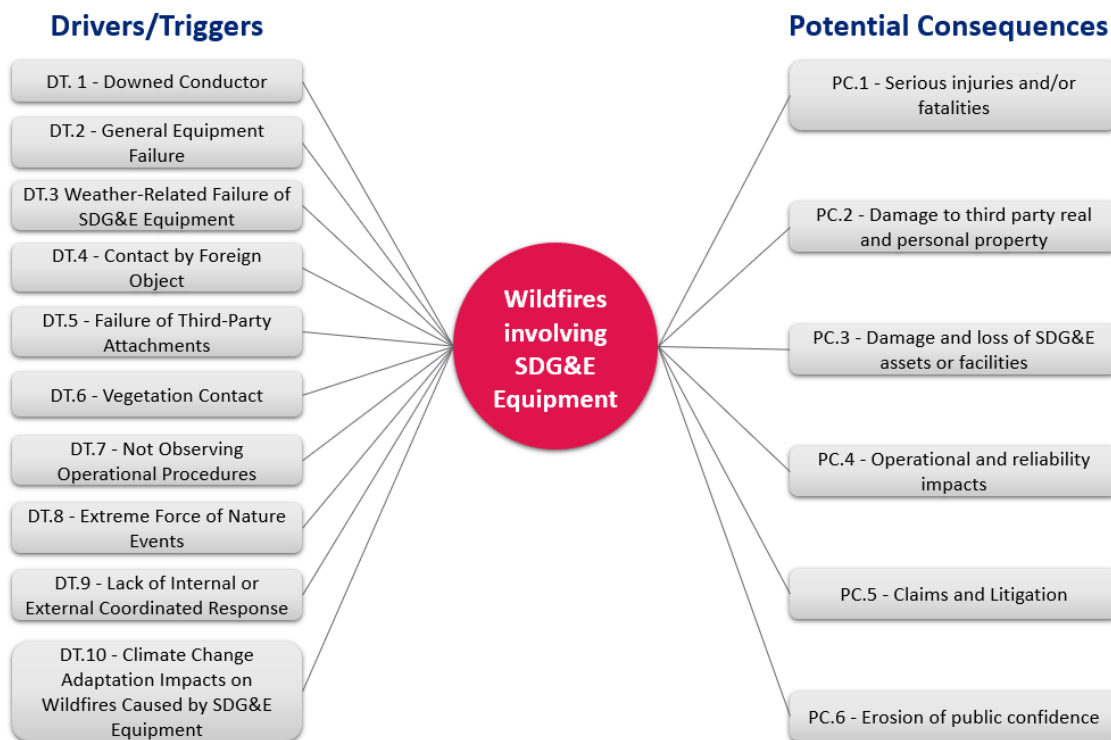 Drivers/Triggers
DT. 1 - Downed Conductor
DT.2 - General Equipment
Failure
DT.3 Weather-Related Failure of
SDG&E Equipment
DT.4 - Contact by Foreign
Object
DT.5 - Failure of Third-Party
Attachments
DT.6 - Vegetation Contact
DT.7 - Not Observing
Operational Procedures
DT.8 - Extreme Force of Nature
Events
DT.9 - Lack of Internal or
External Coordinated Response
DT.10 - Climate Change
Adaptation Impacts on
Wildfires Caused by SDG&E
Equipment
Wildfires
involving
SDG&E
Equipment
Potential Consequences
PC.1 - Serious injuries and/or
fatalities
PC.2 - Damage to third party real
and personal property
PC.3 - Damage and loss of SDG&E
assets or facilities
PC.4 - Operational and reliability
impacts
PC.5 - Claims and Litigation
PC.6 - Erosion of public confidence